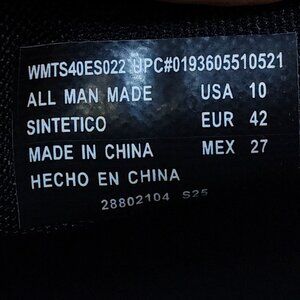 WMTS40ES022 UPC#0193605510521
ALL MAN MADE USA 10
SINTETICO EUR 42
MADE IN CHINA MEX 27
HECHO EN CHINA
28802104 S25